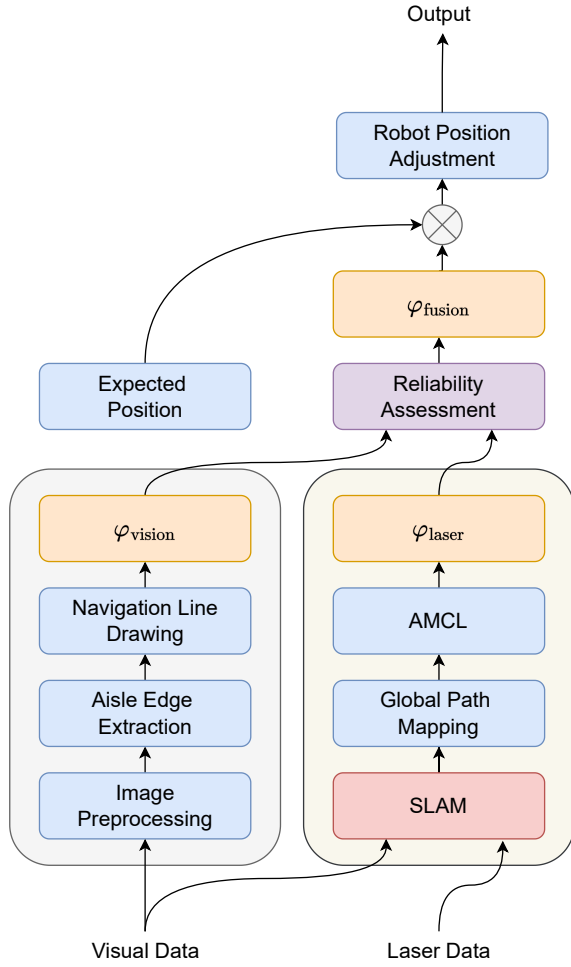 Output
Robot Position
Adjustment
φfusion
Expected
Position
Reliability
Assessment
φvision
φlaser
Navigation Line
Drawing
AMCL
Aisle Edge
Extraction
Global Path
Mapping
Image
Preprocessing
SLAM
Visual Data
Laser Data